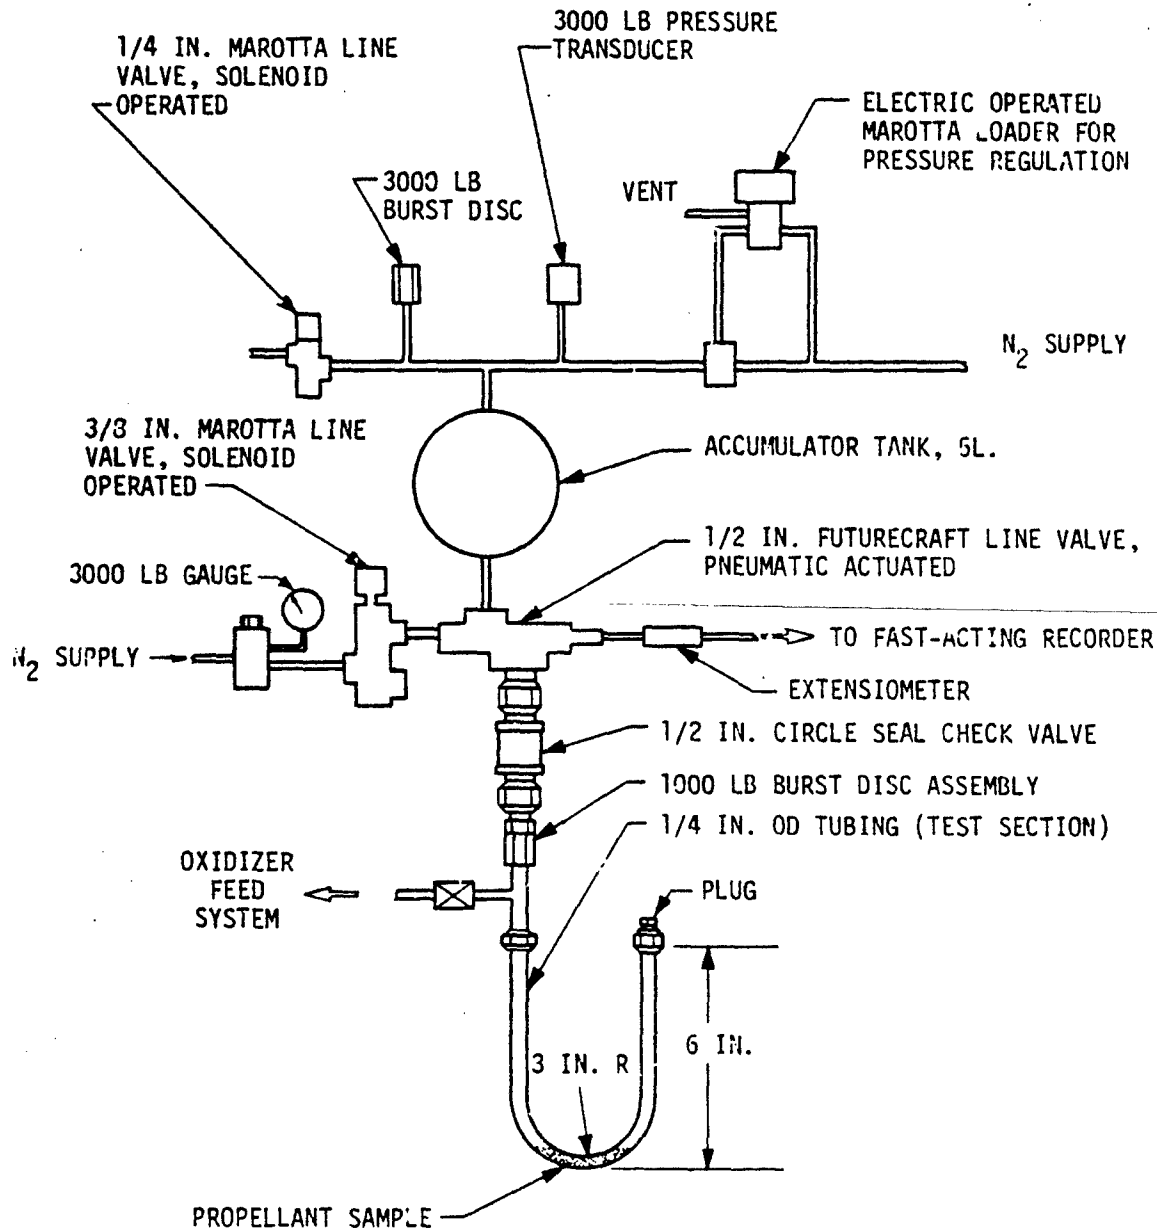 3000 LB PRESSURE
TRANSDUCER
1/4 IN. MAROTTA LINE
VALVE, SOLENOID
OPERATED
ELECTRIC OPERATED
MAROTTA LOADER FOR
PRESSURE REGULATION
3000 LB
BURST DISC
VENT
N2 SUPPLY
3/8 IN. MAROTTA LINE
VALVE, SOLENOID
OPERATED
ACCUMULATOR TANK, 5L.
1/2 IN. FUTURECRAFT LINE VALVE,
PNEUMATIC ACTUATED
3000 LB GAUGE
N2 SUPPLY
TO FAST-ACTING RECORDER
EXTENSIOMETER
1/2 IN. CIRCLE SEAL CHECK VALVE
1000 LB BURST DISC ASSEMBLY
1/4 IN. OD TUBING (TEST SECTION)
OXIDIZER
FEED
SYSTEM
PLUG
6 IN.
3 IN. R
PROPELLANT SAMPLE